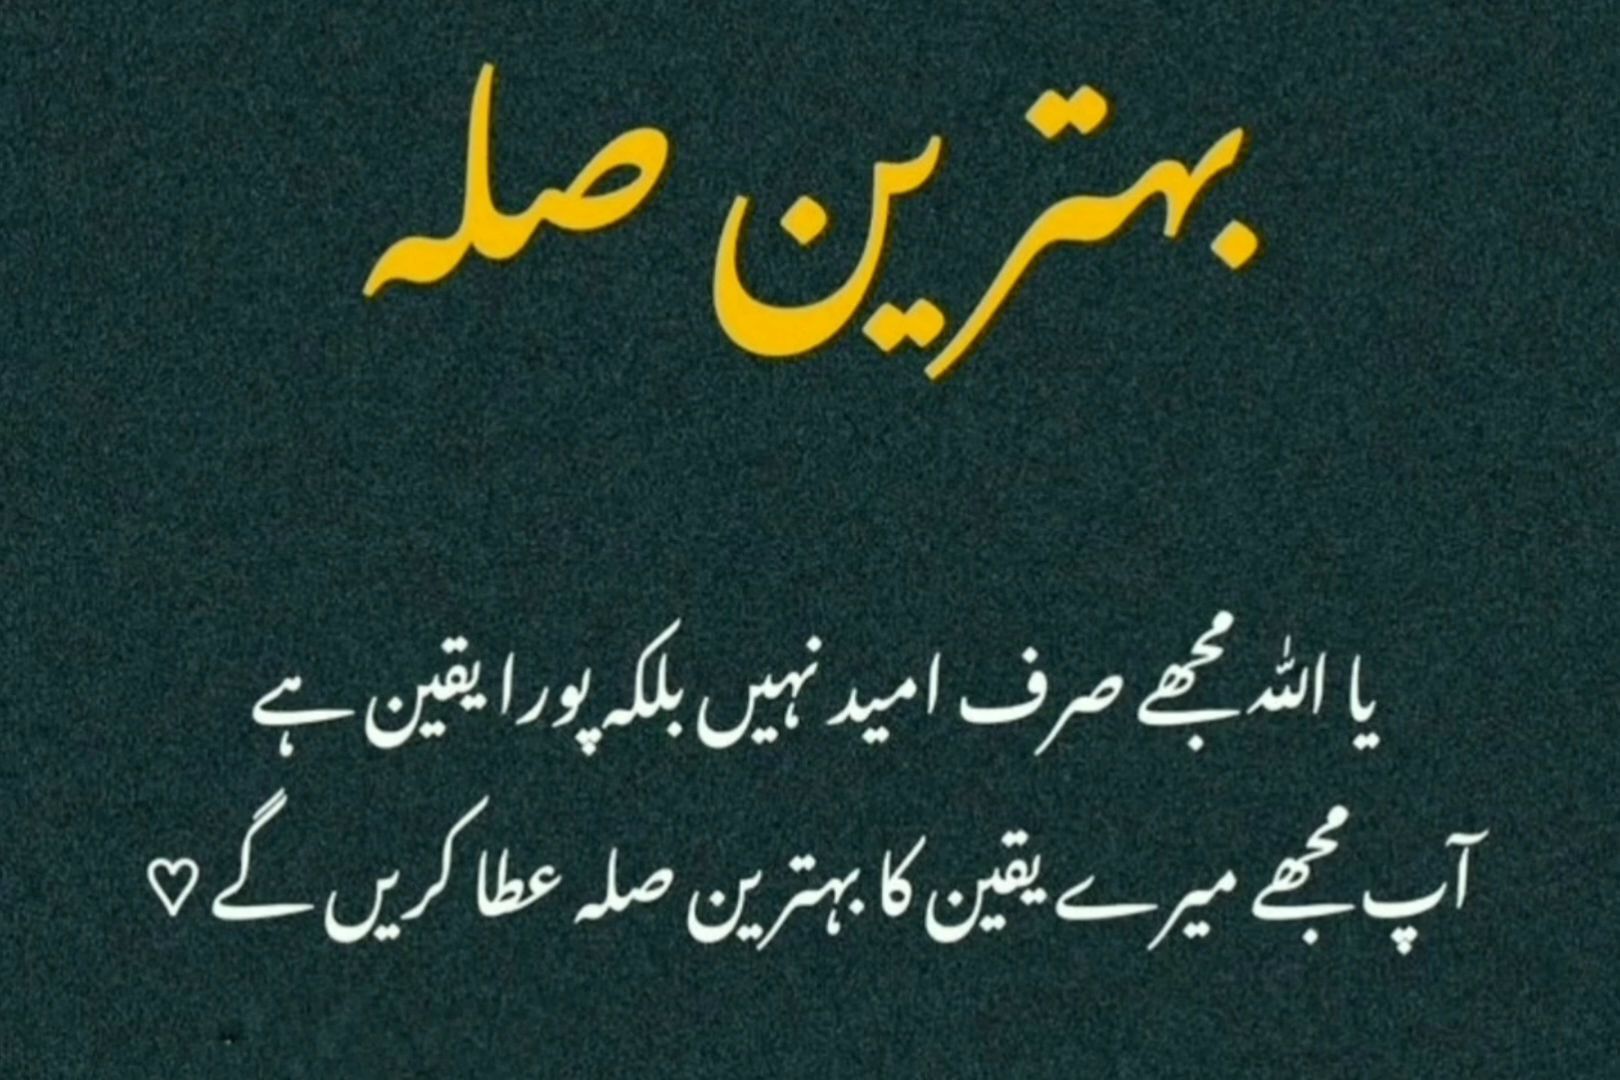 بہترین صلہ
یا اللہ مجھے صرف امید نہیں بلکہ پورا یقین ہے
آپ مجھے میرے یقین کا بہترین صلہ عطا کریں گے ♡